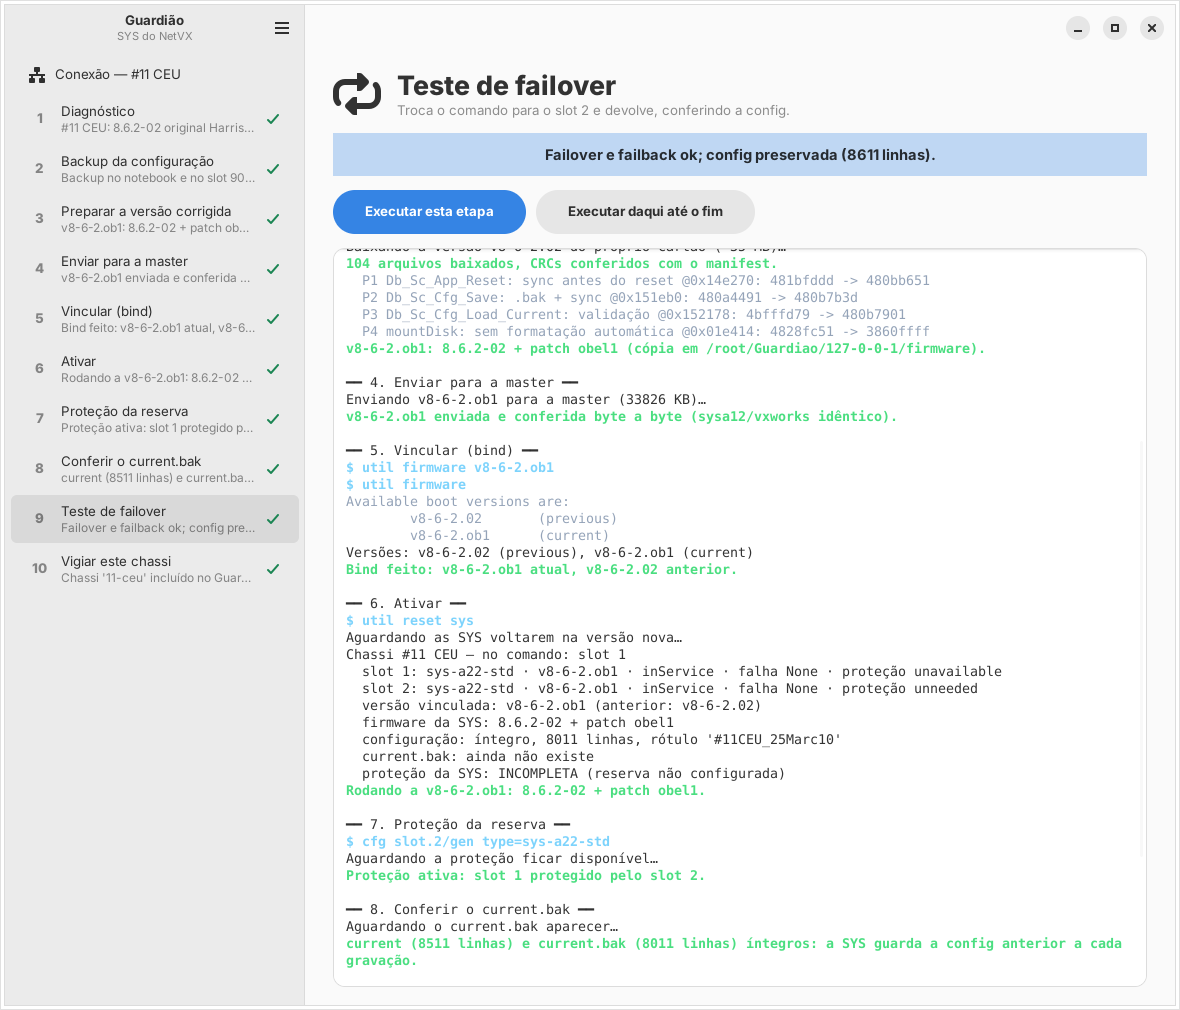 Guardião
SYS do NetVX
Conexão — #11 CEU
1
Diagnóstico
#11 CEU: 8.6.2-02 original Harris…
2
Backup da configuração
Backup no notebook e no slot 90…
3
Preparar a versão corrigida
v8-6-2.ob1: 8.6.2-02 + patch ob…
4
Enviar para a master
v8-6-2.ob1 enviada e conferida …
5
Vincular (bind)
Bind feito: v8-6-2.ob1 atual, v8-6…
6
Ativar
Rodando a v8-6-2.ob1: 8.6.2-02 …
7
Proteção da reserva
Proteção ativa: slot 1 protegido p…
8
Conferir o current.bak
current (8511 linhas) e current.ba…
9
Teste de failover
Failover e failback ok; config pre…
10
Vigiar este chassi
Chassi '11-ceu' incluído no Guar…
Teste de failover
Troca o comando para o slot 2 e devolve, conferindo a config.
Failover e failback ok; config preservada (8611 linhas).
Executar esta etapa
Executar daqui até o fim
104 arquivos baixados, CRCs conferidos com o manifest.
P1 Db_Sc_App_Reset: sync antes do reset @0x14e270: 481bfddd -> 480bb651
P2 Db_Sc_Cfg_Save: .bak + sync @0x151eb0: 480a4491 -> 480b7b3d
P3 Db_Sc_Cfg_Load_Current: validação @0x152178: 4bfffd79 -> 480b7901
P4 mountDisk: sem formatação automática @0x01e414: 4828fc51 -> 3860ffff
v8-6-2.ob1: 8.6.2-02 + patch obel1 (cópia em /root/Guardiao/127-0-0-1/firmware).
━━ 4. Enviar para a master ━━
Enviando v8-6-2.ob1 para a master (33826 KB)…
v8-6-2.ob1 enviada e conferida byte a byte (sysa12/vxworks idêntico).
━━ 5. Vincular (bind) ━━
$ util firmware v8-6-2.ob1
$ util firmware
Available boot versions are:
v8-6-2.02 (previous)
v8-6-2.ob1 (current)
Versões: v8-6-2.02 (previous), v8-6-2.ob1 (current)
Bind feito: v8-6-2.ob1 atual, v8-6-2.02 anterior.
━━ 6. Ativar ━━
$ util reset sys
Aguardando as SYS voltarem na versão nova…
Chassi #11 CEU — no comando: slot 1
slot 1: sys-a22-std · v8-6-2.ob1 · inService · falha None · proteção unavailable
slot 2: sys-a22-std · v8-6-2.ob1 · inService · falha None · proteção unneeded
versão vinculada: v8-6-2.ob1 (anterior: v8-6-2.02)
firmware da SYS: 8.6.2-02 + patch obel1
configuração: íntegro, 8011 linhas, rótulo '#11CEU_25Marc10'
current.bak: ainda não existe
proteção da SYS: INCOMPLETA (reserva não configurada)
Rodando a v8-6-2.ob1: 8.6.2-02 + patch obel1.
━━ 7. Proteção da reserva ━━
$ cfg slot.2/gen type=sys-a22-std
Aguardando a proteção ficar disponível…
Proteção ativa: slot 1 protegido pelo slot 2.
━━ 8. Conferir o current.bak ━━
Aguardando o current.bak aparecer…
current (8511 linhas) e current.bak (8011 linhas) íntegros: a SYS guarda a config anterior a cada
gravação.